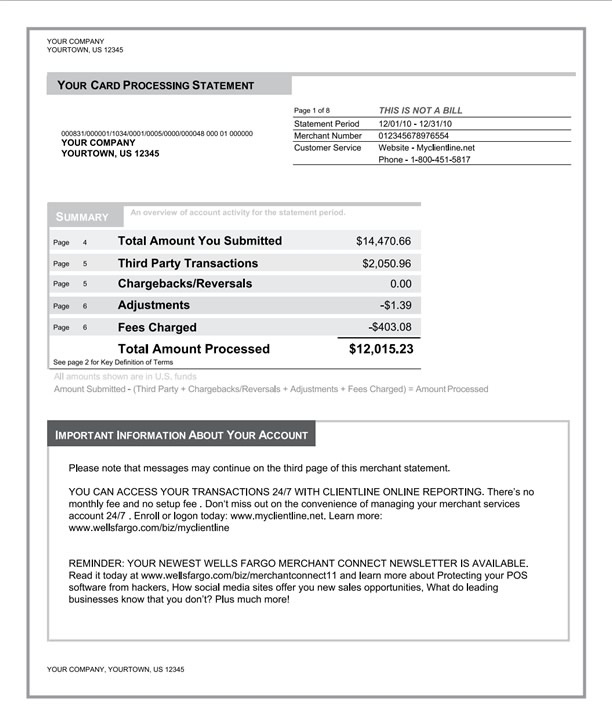 YOUR COMPANY
YOURTOWN, US 12345
YOUR CARD PROCESSING STATEMENT
Page 1 of 8 THIS IS NOT A BILL
Statement Period 12/01/10 - 12/31/10
Merchant Number 012345678976554
Customer Service Website - Myclientline.net
Phone - 1-800-451-5817
000831/000001/1034/0001/0005/0000/000048 000 01 000000
YOUR COMPANY
YOURTOWN, US 12345
SUMMARY An overview of account activity for the statement period.
Page 4 Total Amount You Submitted $14,470.66
Page 5 Third Party Transactions $2,050.96
Page 5 Chargebacks/Reversals 0.00
Page 6 Adjustments -$1.39
Page 6 Fees Charged -$403.08
Total Amount Processed $12,015.23
See page 2 for Key Definition of Terms
All amounts shown are in U.S. funds
Amount Submitted - (Third Party + Chargebacks/Reversals + Adjustments + Fees Charged) = Amount Processed
IMPORTANT INFORMATION ABOUT YOUR ACCOUNT
Please note that messages may continue on the third page of this merchant statement.
YOU CAN ACCESS YOUR TRANSACTIONS 24/7 WITH CLIENTLINE ONLINE REPORTING. There's no
monthly fee and no setup fee . Don't miss out on the convenience of managing your merchant services
account 24/7 . Enroll or logon today: www.myclientline.net, Learn more:
www.wellsfargo.com/biz/myclientline
REMINDER: YOUR NEWEST WELLS FARGO MERCHANT CONNECT NEWSLETTER IS AVAILABLE.
Read it today at www.wellsfargo.com/biz/merchantconnect11 and learn more about Protecting your POS
software from hackers, How social media sites offer you new sales opportunities, What do leading
businesses know that you don't? Plus much more!
YOUR COMPANY, YOURTOWN, US 12345